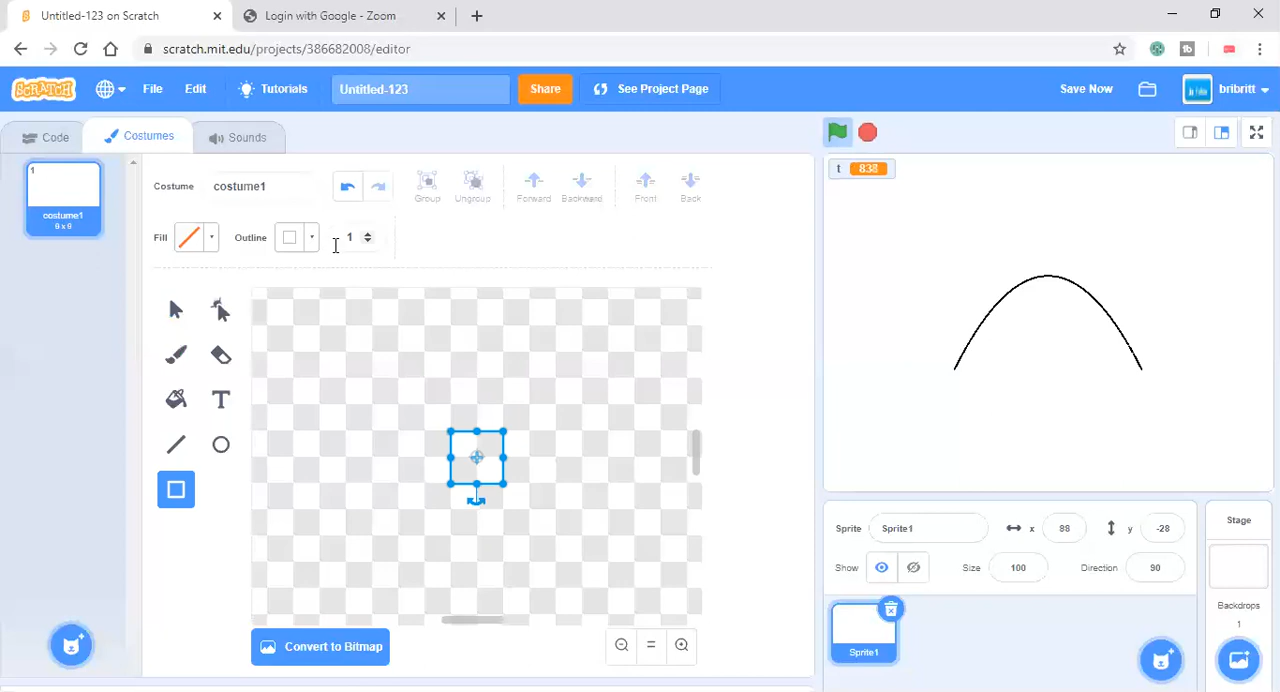 Untitled-123 on Scratch
Login with Google - Zoom
scratch.mit.edu/projects/386682008/editor
SCRATCH
File
Edit
Tutorials
Untitled-123
Share
See Project Page
Save Now
bribritt
Code
Costumes
Sounds
1
costume1
0 x 0
Costume
costume1
Group
Ungroup
Forward
Backward
Front
Back
Fill
Outline
1
Convert to Bitmap
t 838
Sprite
Sprite1
x
88
y
-28
Show
Size
100
Direction
90
Sprite1
Stage
Backdrops
1